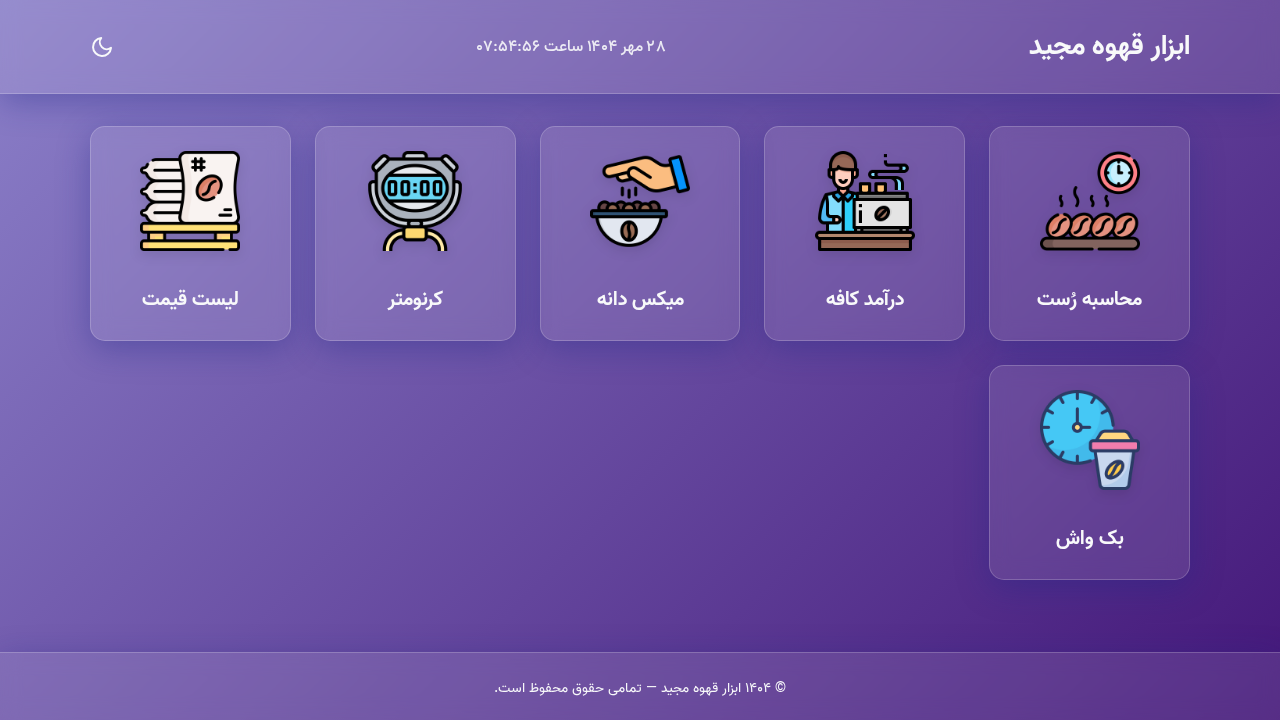 ابزار قهوه مجید
۲۸ مهر ۱۴۰۴ ساعت ۰۷:۵۴:۵۶
محاسبه رُست
درآمد کافه
میکس دانه
00:00
کرنومتر
#
لیست قیمت
بک واش
© ۱۴۰۴ ابزار قهوه مجید — تمامی حقوق محفوظ است.